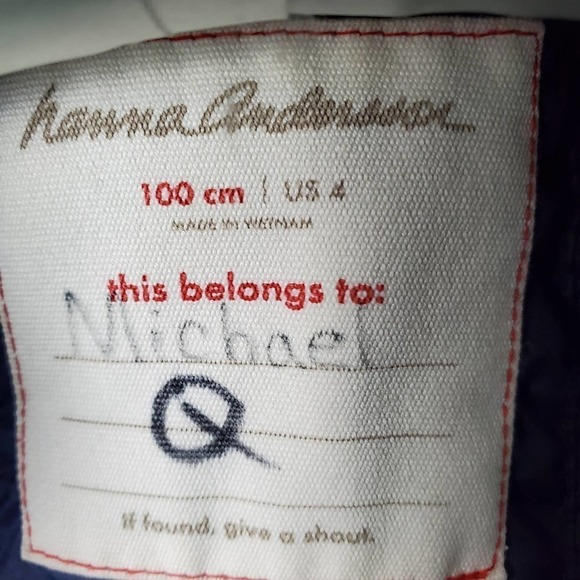 hanna Andersson
100 cm | US 4
MADE IN VIETNAM
this belongs to:
Michael
Q
If found, give a shout.